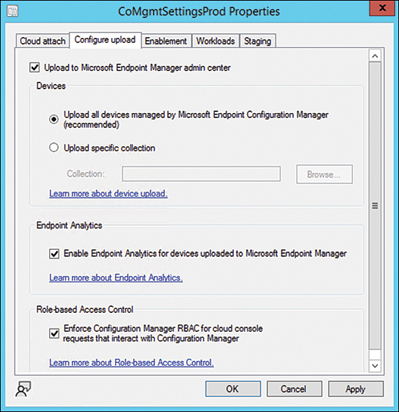 CoMgmtSettingsProd Properties
Cloud attach Configure upload Enablement Workloads Staging
Upload to Microsoft Endpoint Manager admin center
Devices
Upload all devices managed by Microsoft Endpoint Configuration Manager
(recommended)
Upload specific collection
Collection: Browse...
Learn more about device upload.
Endpoint Analytics
Enable Endpoint Analytics for devices uploaded to Microsoft Endpoint Manager
Learn more about Endpoint Analytics.
Role-based Access Control
Enforce Configuration Manager RBAC for cloud console
requests that interact with Configuration Manager
Learn more about Role-based Access Control.
OK Cancel Apply